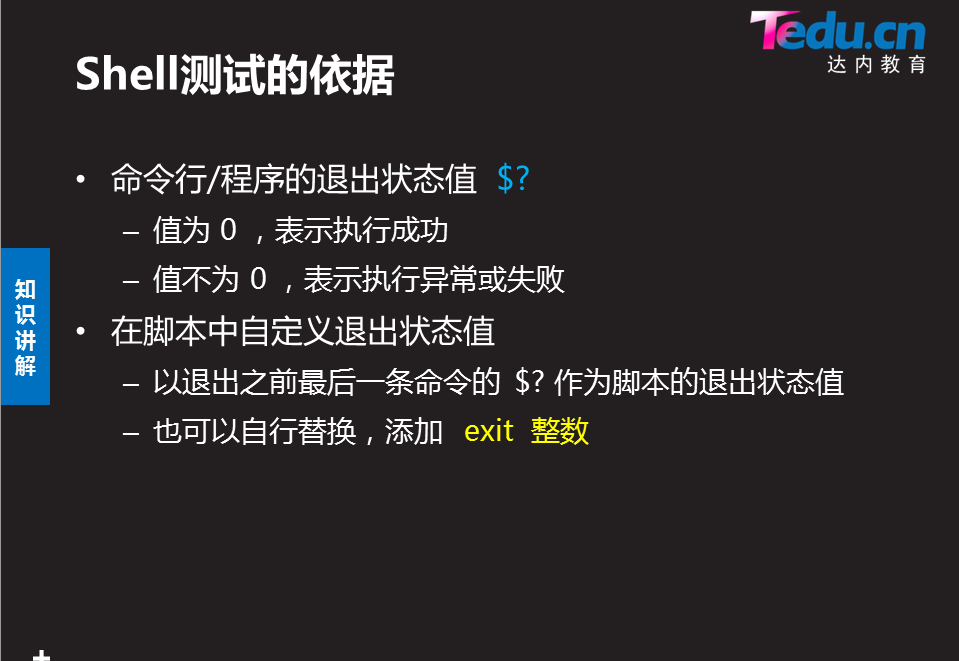 Tedu.cn
达内教育
Shell测试的依据
• 命令行/程序的退出状态值 $?
– 值为 0 ，表示执行成功
– 值不为 0 ，表示执行异常或失败
• 在脚本中自定义退出状态值
– 以退出之前最后一条命令的 $? 作为脚本的退出状态值
– 也可以自行替换，添加 exit 整数
知识讲解
+